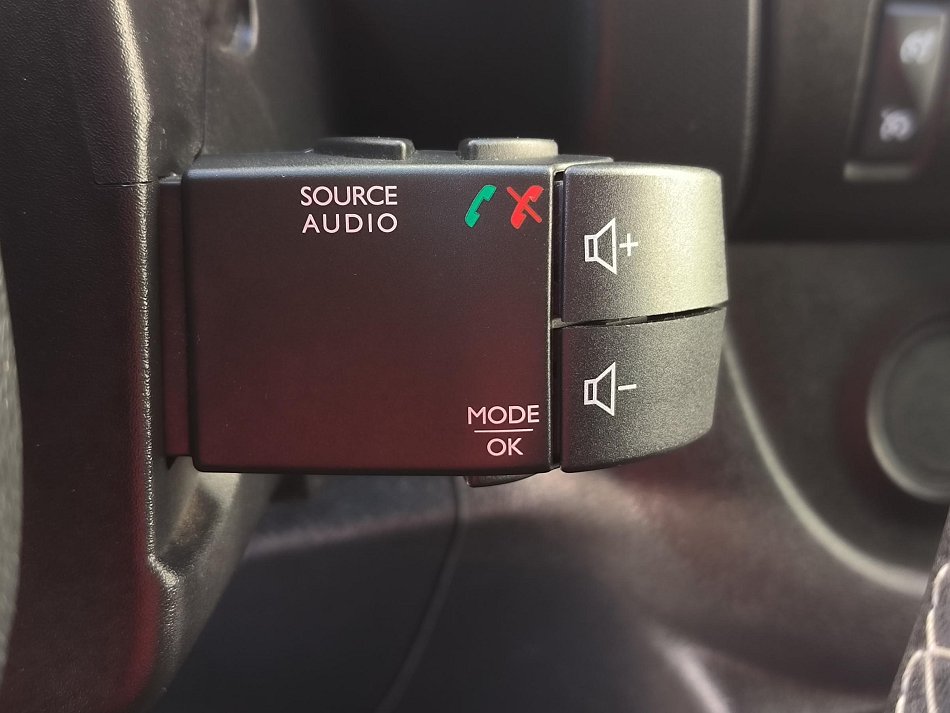 SOURCE
AUDIO
+
-
MODE
OK